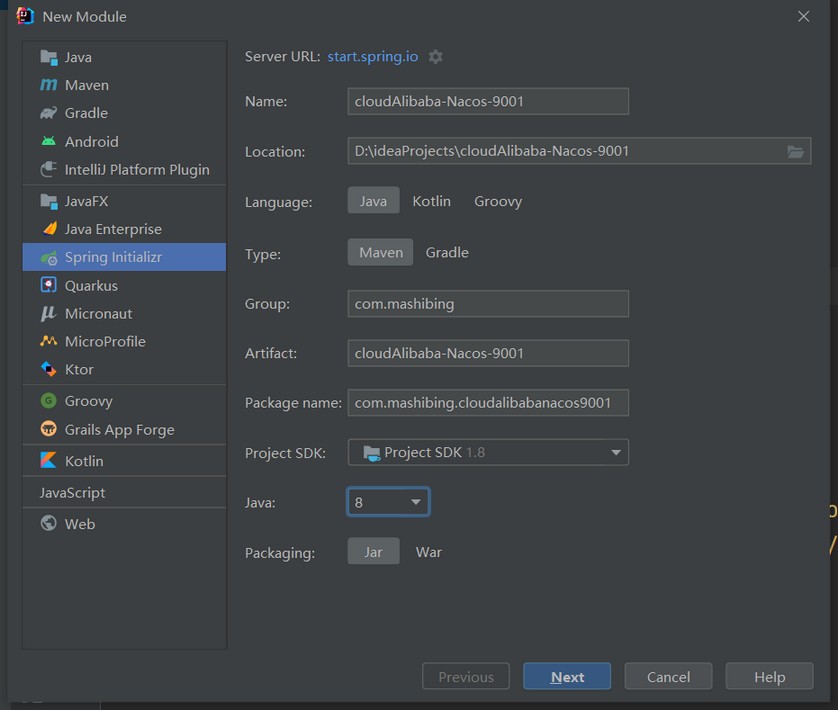 New Module
Java
Maven
Gradle
Android
IntelliJ Platform Plugin
JavaFX
Java Enterprise
Spring Initializr
Quarkus
Micronaut
MicroProfile
Ktor
Groovy
Grails App Forge
Kotlin
JavaScript
Web
Server URL: start.spring.io
Name: cloudAlibaba-Nacos-9001
Location: D:\ideaProjects\cloudAlibaba-Nacos-9001
Language: Java Kotlin Groovy
Type: Maven Gradle
Group: com.mashibing
Artifact: cloudAlibaba-Nacos-9001
Package name: com.mashibing.cloudalibabanacos9001
Project SDK: Project SDK 1.8
Java: 8
Packaging: Jar War
Previous Next Cancel Help